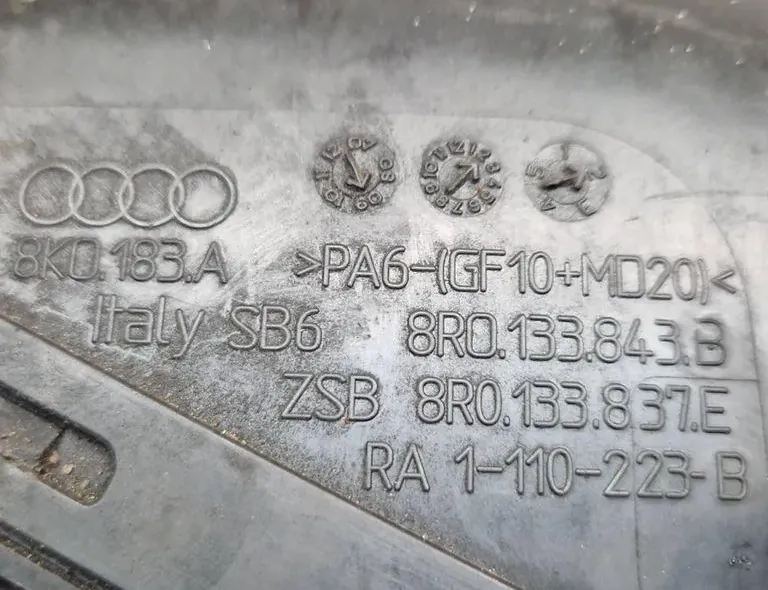 8K0.183.A >PA6-(GF10+MD20)<
Italy SB6 8R0.133.843.B
ZSB 8R0.133.837.E
RA 1-110-223-B